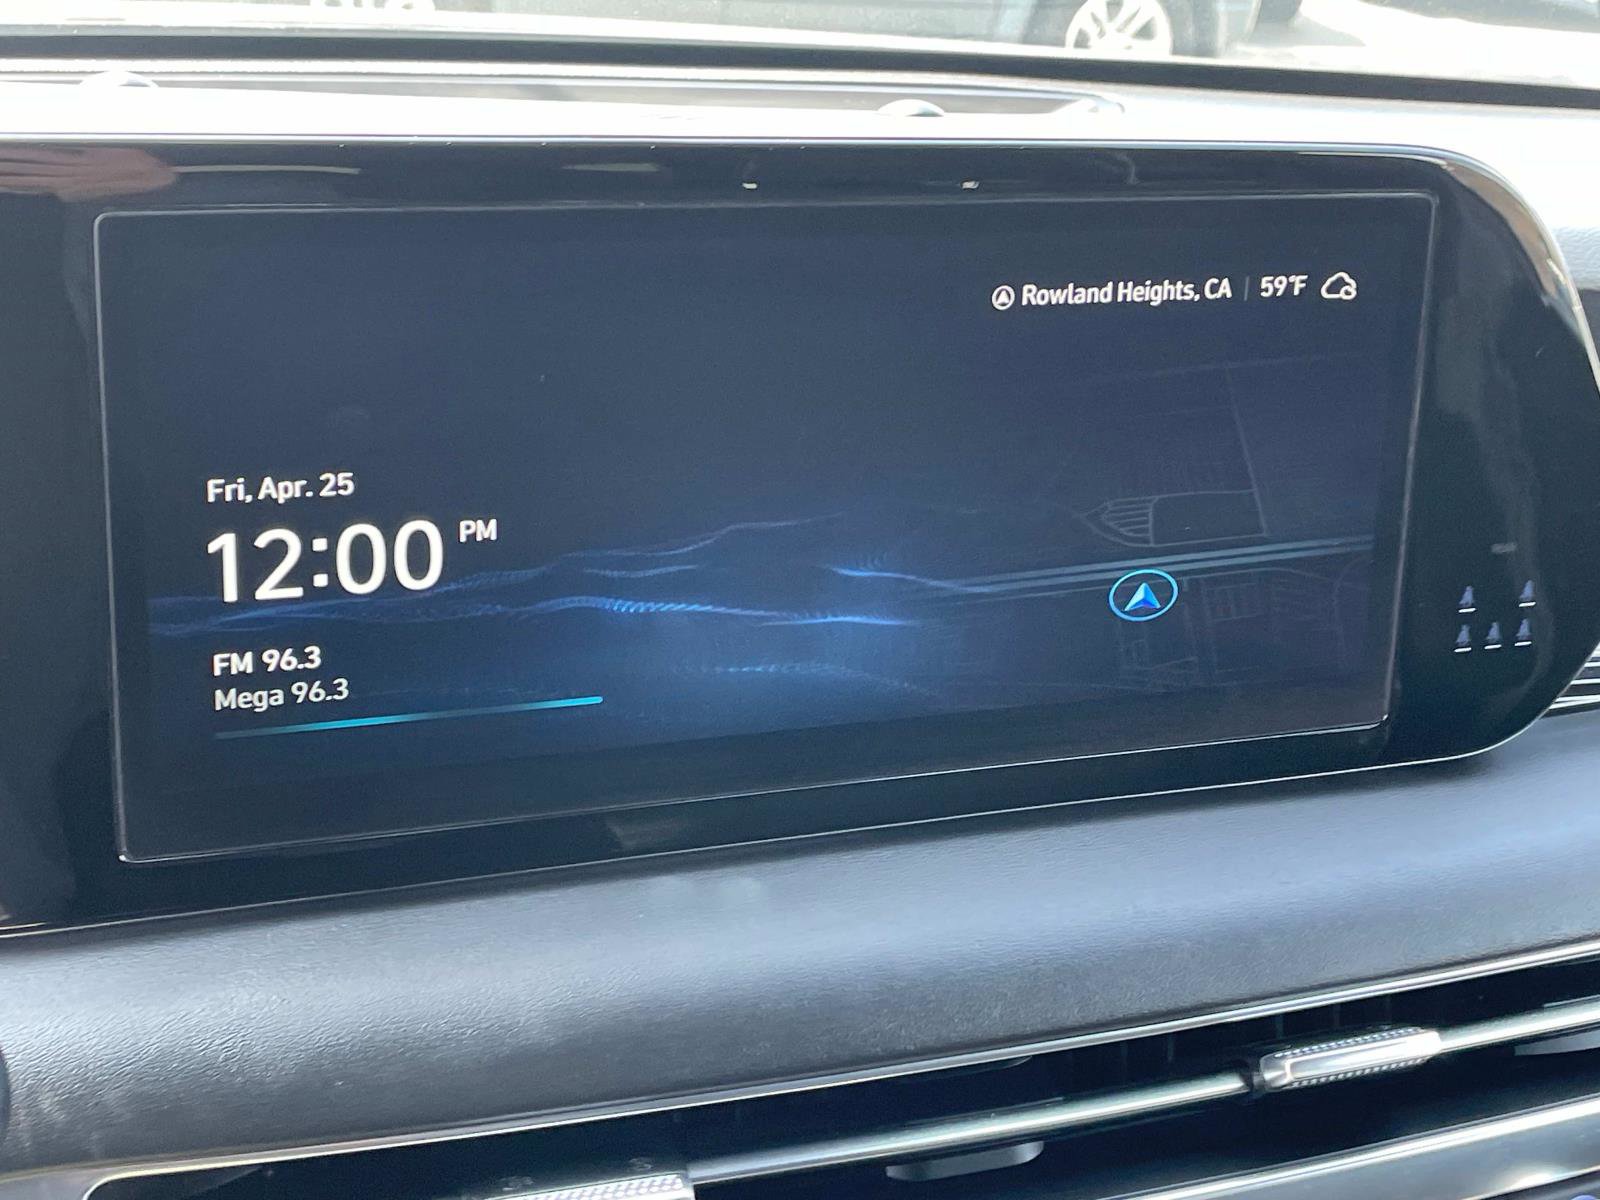 Rowland Heights, CA | 59°F
Fri, Apr. 25
12:00 PM
FM 96.3
Mega 96.3